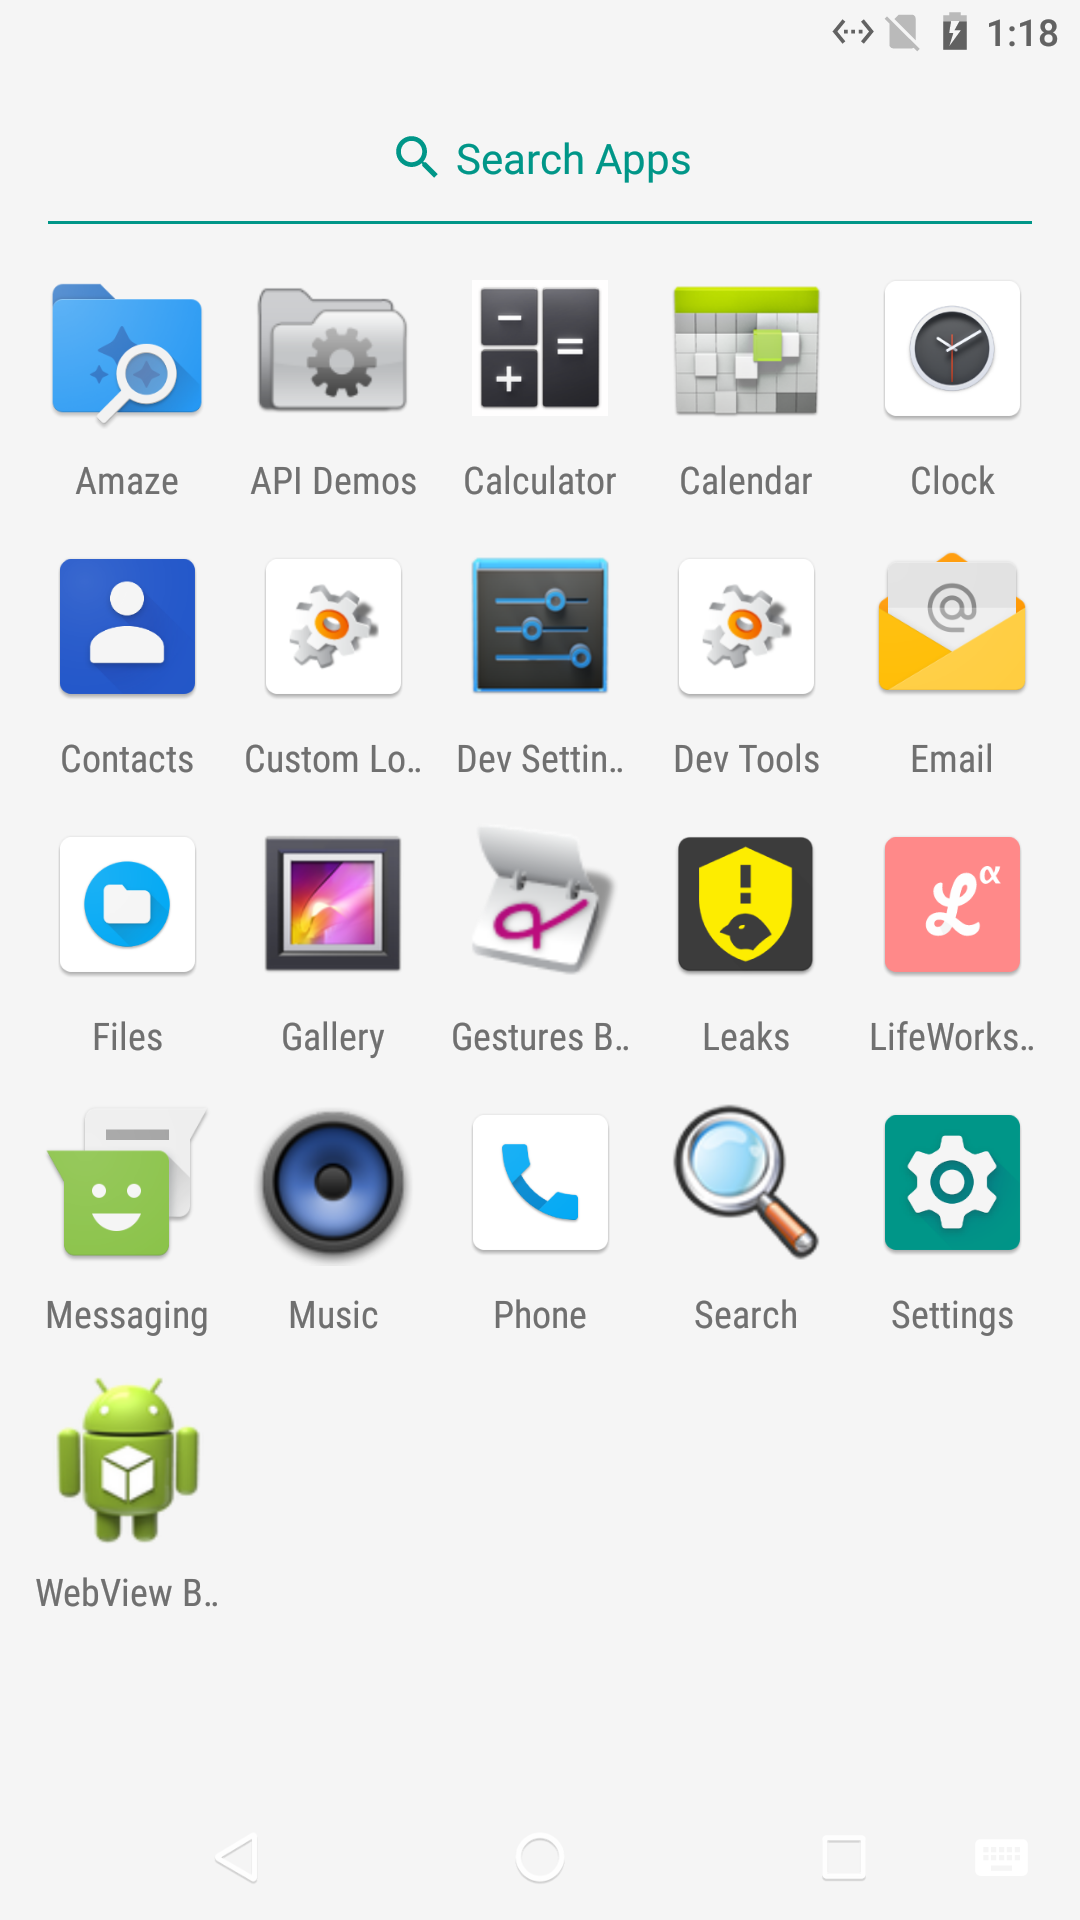 1:18
Search Apps
Amaze
API Demos
Calculator
Calendar
Clock
Contacts
Custom Lo..
Dev Settin..
Dev Tools
Email
Files
Gallery
Gestures B..
Leaks
LifeWorks..
Messaging
Music
Phone
Search
Settings
WebView B..